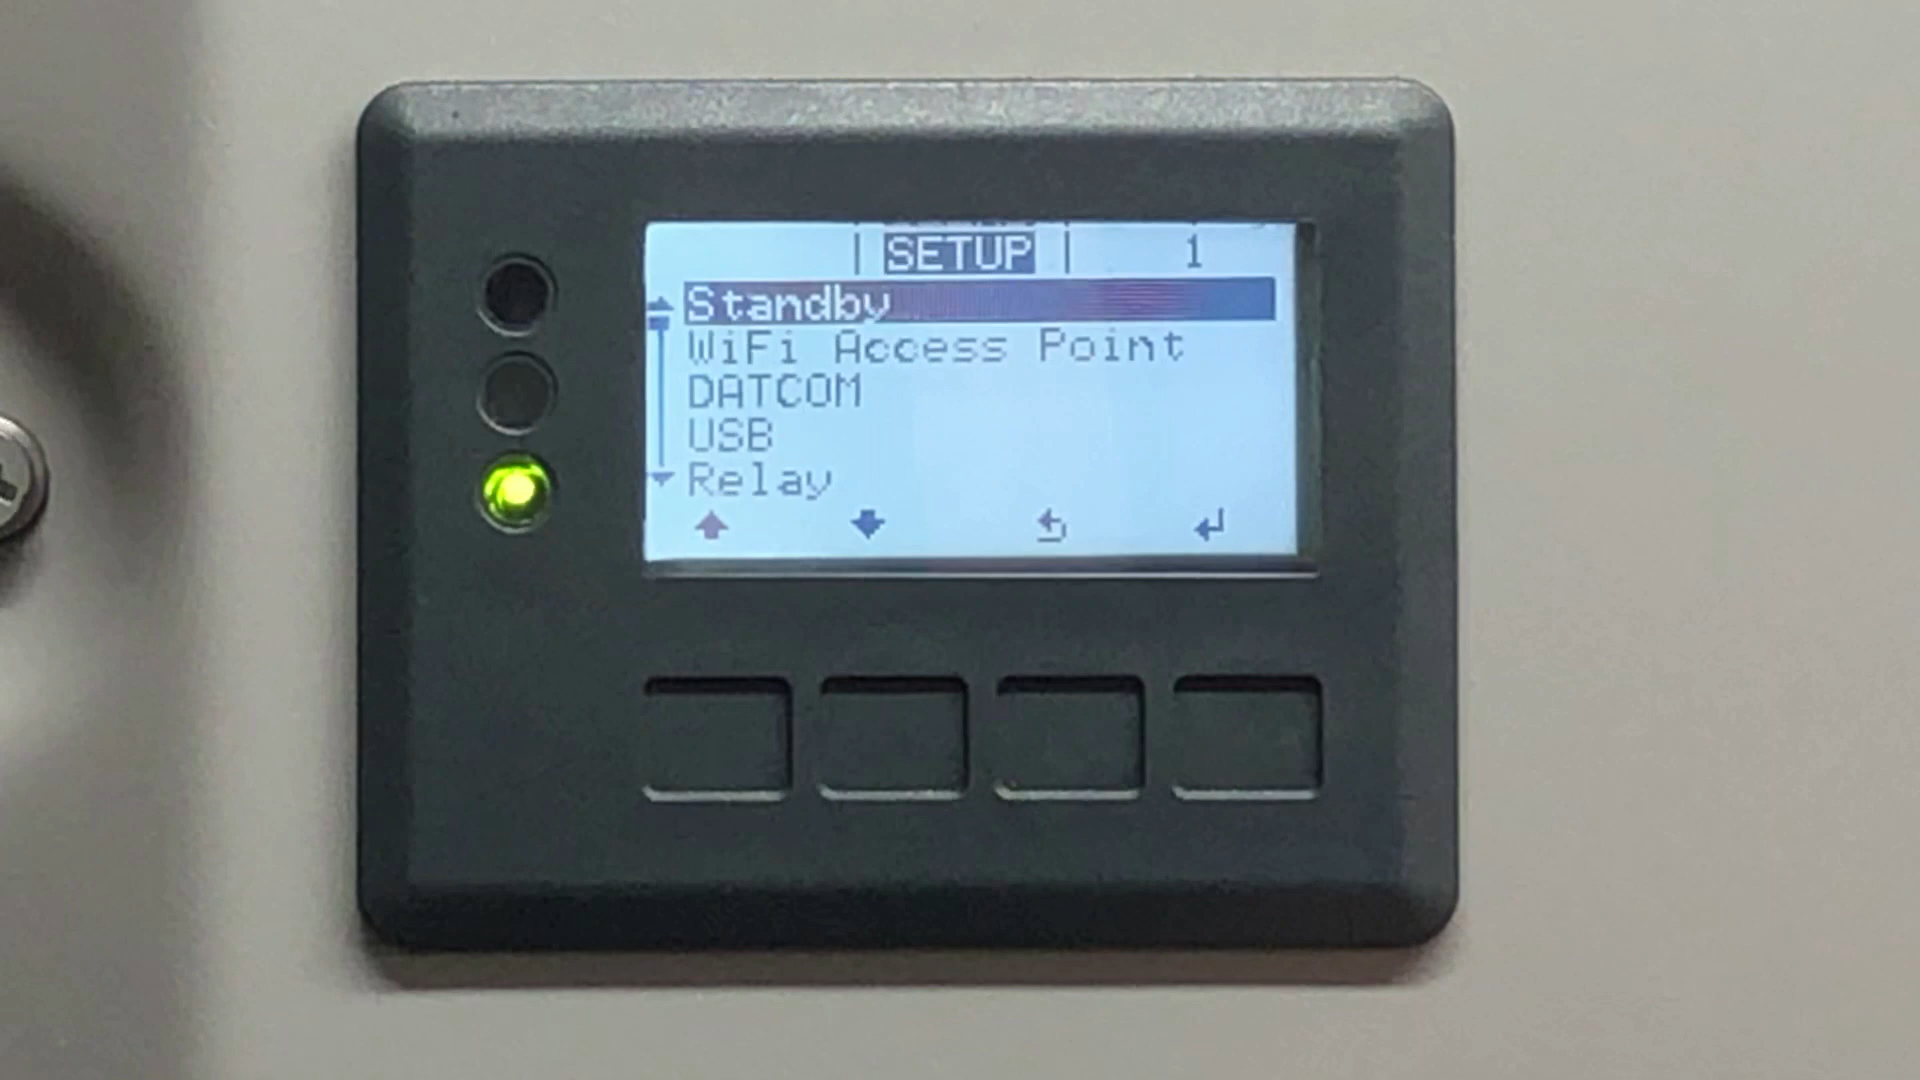 SETUP 1
Standby
WiFi Access Point
DATCOM
USB
Relay